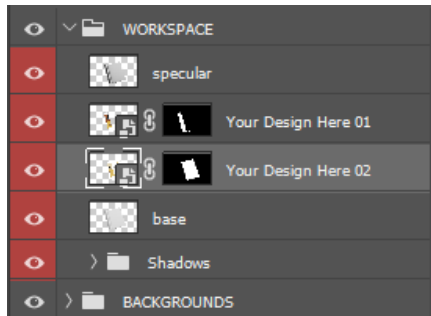 WORKSPACE
specular
Your Design Here 01
Your Design Here 02
base
Shadows
BACKGROUNDS